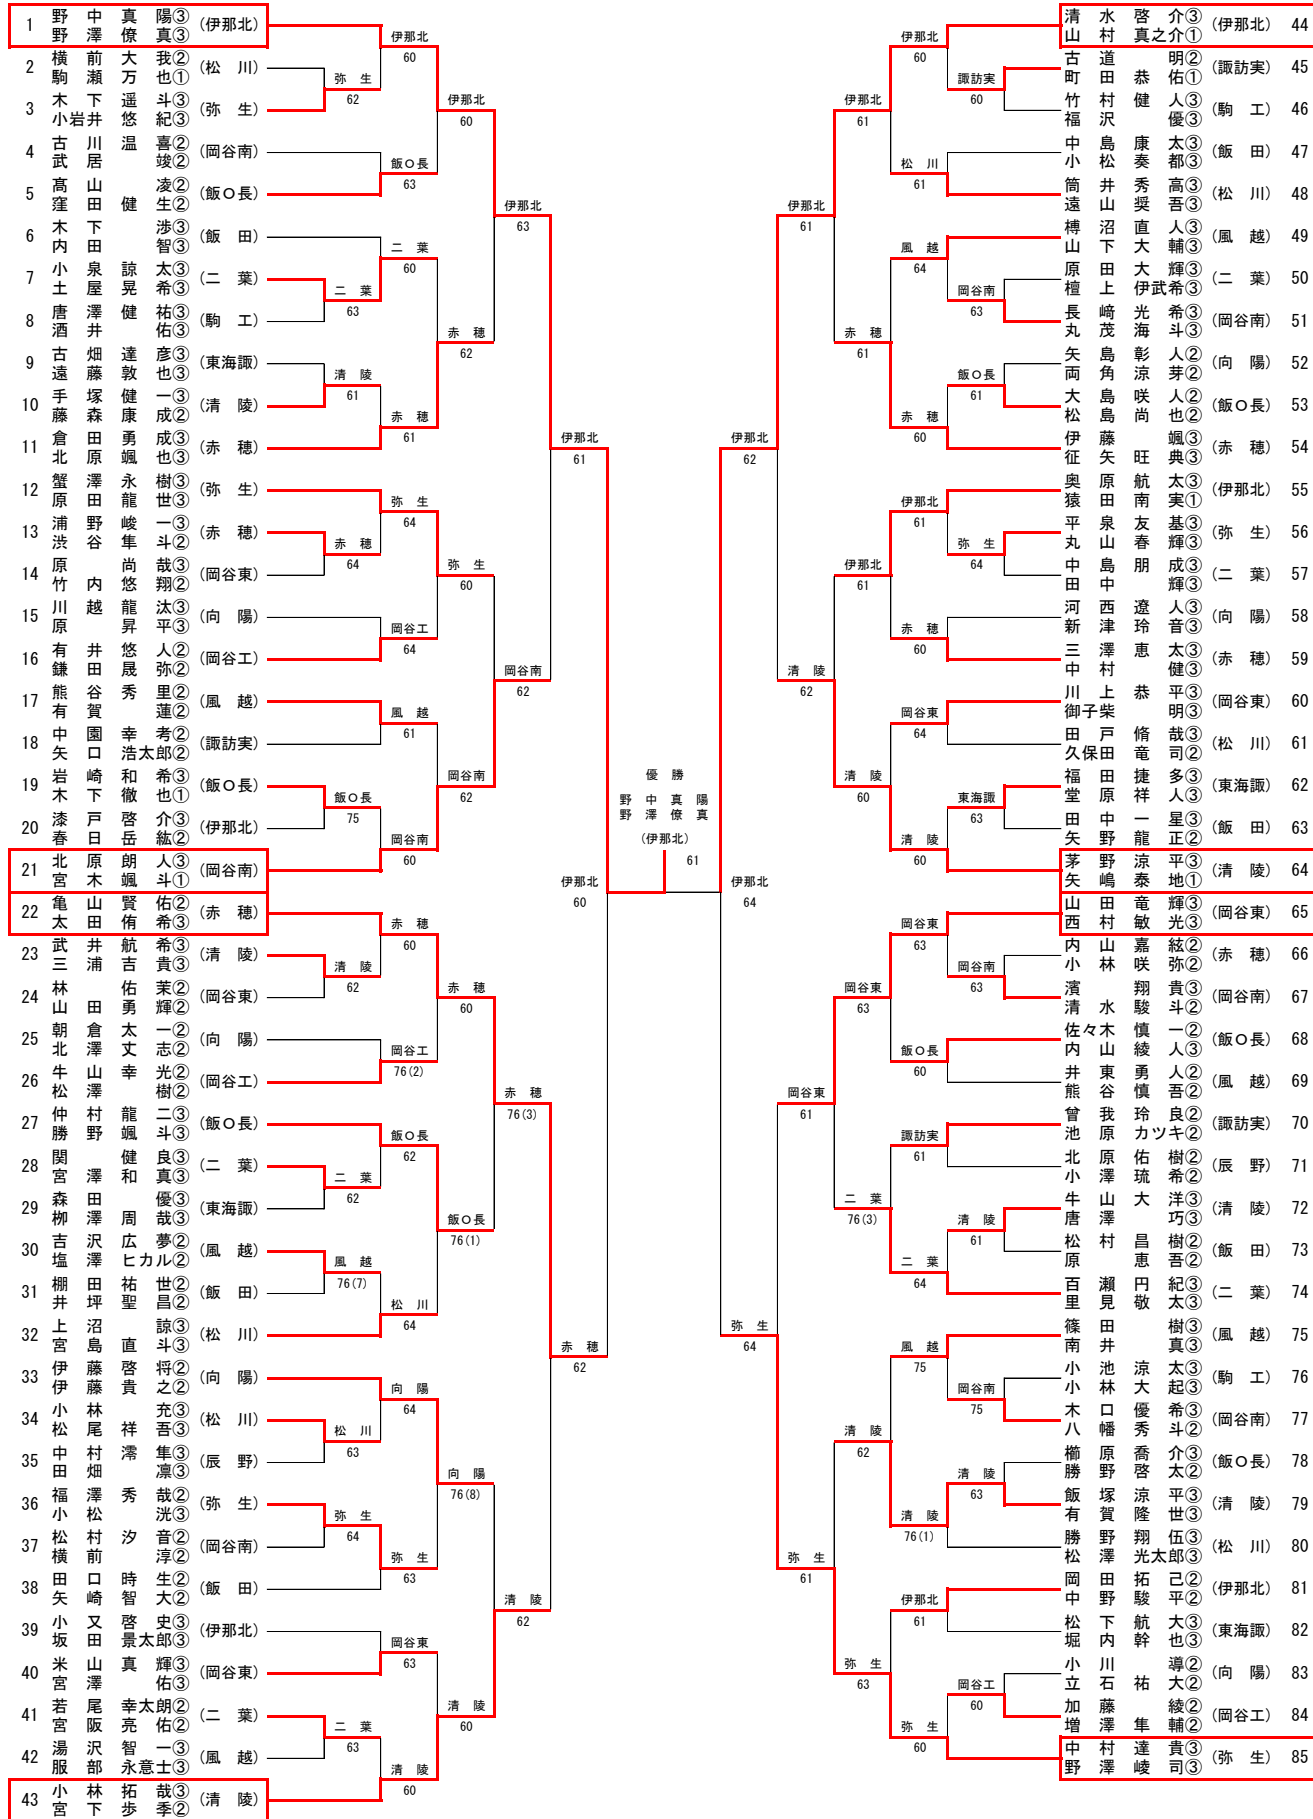 1 野中真陽③ 野澤僚真③ (伊那北)
2 横前大我② 駒瀬万也① (松川)
3 木下遥斗③ 小岩井悠紀③ (弥生)
4 古川温喜② 武居竣② (岡谷南)
5 髙山凌② 窪田健生② (飯O長)
6 木下渉③ 内田智③ (飯田)
7 小泉諒太③ 土屋晃希③ (二葉)
8 唐澤健祐③ 酒井佑③ (駒工)
9 古畑達彦③ 遠藤敦也③ (東海諏)
10 手塚健一③ 藤森康成② (清陵)
11 倉田勇成③ 北原颯也③ (赤穂)
12 蟹澤永樹③ 原田龍世③ (弥生)
13 浦野峻一③ 渋谷隼斗② (赤穂)
14 原尚哉③ 竹内悠翔② (岡谷東)
15 川越龍汰③ 原昇平③ (向陽)
16 有井悠人② 鎌田晟弥② (岡谷工)
17 熊谷秀里② 有賀蓮② (風越)
18 中園幸考② 矢口浩太郎② (諏訪実)
19 岩崎和希③ 木下徹也① (飯O長)
20 漆戸啓介③ 春日岳紘② (伊那北)
21 北原朗人③ 宮木颯斗① (岡谷南)
22 亀山賢佑② 太田侑希③ (赤穂)
23 武井航希③ 三浦吉貴③ (清陵)
24 林佑茉② 山田勇輝② (岡谷東)
25 朝倉太一② 北澤丈志② (向陽)
26 牛山幸光② 松澤樹② (岡谷工)
27 仲村龍二③ 勝野颯斗③ (飯O長)
28 関健良③ 宮澤和真③ (二葉)
29 森田優③ 栁澤周哉③ (東海諏)
30 吉沢広夢② 塩澤ヒカル② (風越)
31 棚田祐世② 井坪聖昌② (飯田)
32 上沼諒③ 宮島直斗③ (松川)
33 伊藤啓将② 伊藤貴之② (向陽)
34 小林充③ 松尾祥吾③ (松川)
35 中村澪隼③ 田畑凛③ (辰野)
36 福澤秀哉② 小松洸③ (弥生)
37 松村汐音② 横前淳② (岡谷南)
38 田口時生② 矢崎智大② (飯田)
39 小又啓史③ 坂田景太郎③ (伊那北)
40 米山真輝③ 宮澤佑③ (岡谷東)
41 若尾幸太朗② 宮阪亮佑② (二葉)
42 湯沢智一③ 服部永意士③ (風越)
43 小林拓哉③ 宮下歩季② (清陵)
弥生 62
二葉 63
清陵 61
赤穂 64
飯O長 75
清陵 62
二葉 62
風越 76(7)
松川 63
弥生 64
二葉 63
伊那北 60
飯O長 63
二葉 60
赤穂 61
弥生 64
岡谷工 64
風越 61
岡谷南 60
赤穂 60
岡谷工 76(2)
飯O長 62
松川 64
向陽 64
弥生 63
岡谷東 63
清陵 60
伊那北 60
赤穂 62
弥生 60
岡谷南 62
赤穂 60
飯O長 76(1)
向陽 76(8)
清陵 60
伊那北 63
岡谷南 62
赤穂 76(3)
清陵 62
伊那北 61
赤穂 62
伊那北 60
優勝
野中真陽
野澤僚真
(伊那北)
61
伊那北 64
伊那北 62
弥生 64
伊那北 61
清陵 62
岡谷東 61
弥生 61
伊那北 61
赤穂 61
伊那北 61
清陵 60
岡谷東 63
二葉 76(3)
清陵 62
弥生 63
伊那北 60
松川 61
風越 64
赤穂 60
伊那北 61
赤穂 60
岡谷東 64
清陵 60
岡谷東 63
飯O長 60
諏訪実 61
二葉 64
風越 75
清陵 76(1)
伊那北 61
弥生 60
諏訪実 60
岡谷南 63
飯O長 61
弥生 64
東海諏 63
岡谷南 63
清陵 61
岡谷南 75
清陵 63
岡谷工 60
清水啓介③ 山村真之介① (伊那北) 44
古道明② 町田恭佑① (諏訪実) 45
竹村健人③ 福沢優③ (駒工) 46
中島康太③ 小松奏都③ (飯田) 47
筒井秀高③ 遠山奨吾③ (松川) 48
榑沼直人③ 山下大輔③ (風越) 49
原田大輝③ 檀上伊武希③ (二葉) 50
長﨑光希③ 丸茂海斗③ (岡谷南) 51
矢島彰人② 両角涼芽② (向陽) 52
大島咲人② 松島尚也② (飯O長) 53
伊藤颯③ 征矢旺典③ (赤穂) 54
奥原航太③ 猿田南実① (伊那北) 55
平泉友基③ 丸山春輝③ (弥生) 56
中島朋成③ 田中輝③ (二葉) 57
河西遼人③ 新津玲音③ (向陽) 58
三澤恵太③ 中村健③ (赤穂) 59
川上恭平③ 御子柴明③ (岡谷東) 60
田戸脩哉③ 久保田竜司② (松川) 61
福田捷多③ 堂原祥人③ (東海諏) 62
田中一星③ 矢野龍正② (飯田) 63
茅野涼平③ 矢嶋泰地① (清陵) 64
山田竜輝③ 西村敏光③ (岡谷東) 65
内山嘉絃② 小林咲弥② (赤穂) 66
濱翔貴③ 清水駿斗② (岡谷南) 67
佐々木慎一② 内山綾人③ (飯O長) 68
井東勇人② 熊谷慎吾② (風越) 69
曾我玲良② 池原カツキ② (諏訪実) 70
北原佑樹② 小澤琉希② (辰野) 71
牛山大洋③ 唐澤巧③ (清陵) 72
松村昌樹② 原恵吾② (飯田) 73
百瀬円紀③ 里見敬太③ (二葉) 74
篠田樹③ 南井真③ (風越) 75
小池涼太③ 小林大起③ (駒工) 76
木口優希③ 八幡秀斗② (岡谷南) 77
櫛原喬介③ 勝野啓太② (飯O長) 78
飯塚涼平③ 有賀隆世③ (清陵) 79
勝野翔伍③ 松澤光太郎③ (松川) 80
岡田拓己② 中野駿平② (伊那北) 81
松下航大③ 堀内幹也③ (東海諏) 82
小川導② 立石祐大② (向陽) 83
加藤綾② 増澤隼輔② (岡谷工) 84
中村達貴③ 野澤崚司③ (弥生) 85